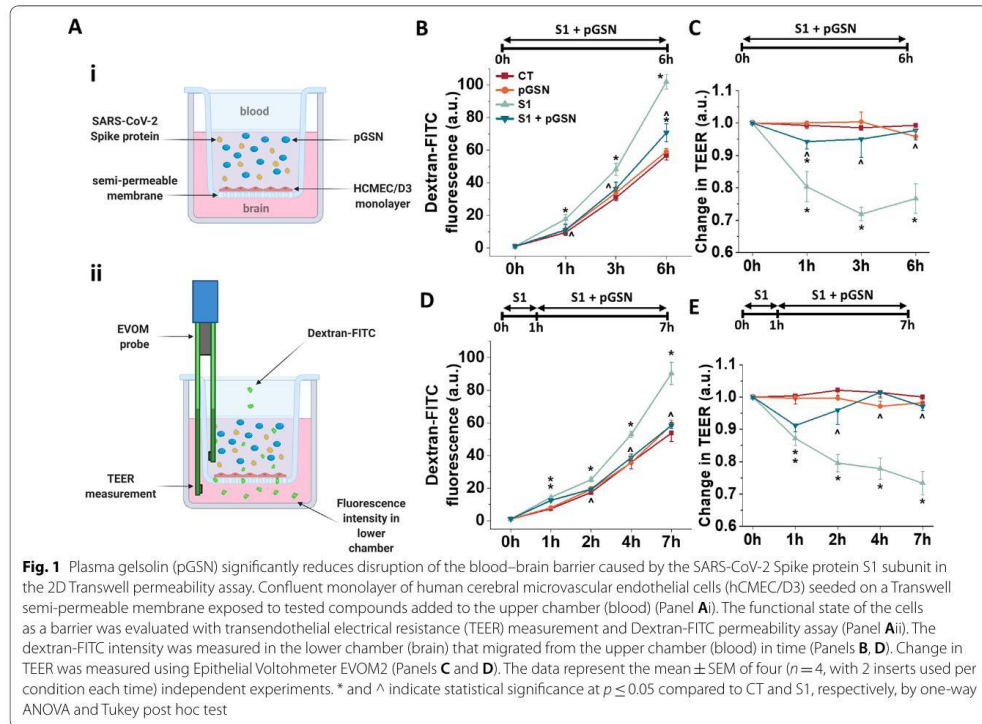 A
i
blood
SARS-CoV-2
Spike protein
pGSN
semi-permeable
membrane
HCMEC/D3
monolayer
brain
ii
EVOM
probe
Dextran-FITC
TEER
measurement
Fluorescence
intensity in
lower
chamber
B
S1 + pGSN
0h 6h
100
80
60
40
20
0
Dextran-FITC
fluorescence (a.u.)
CT
pGSN
S1
S1 + pGSN
* * * ^ ^ * ^
0h 1h 3h 6h
C
S1 + pGSN
0h 6h
1.1
1.0
0.9
0.8
0.7
0.6
Change in TEER (a.u.)
^ * ^ ^ * * *
0h 1h 3h 6h
D
S1 S1 + pGSN
0h 1h 7h
100
80
60
40
20
0
Dextran-FITC
fluorescence (a.u.)
* * * * * ^ ^ ^
0h 1h 2h 4h 7h
E
S1 S1 + pGSN
0h 1h 7h
1.1
1.0
0.9
0.8
0.7
0.6
Change in TEER (a.u.)
^ ^ ^ * * * * *
0h 1h 2h 4h 7h
Fig. 1 Plasma gelsolin (pGSN) significantly reduces disruption of the blood–brain barrier caused by the SARS-CoV-2 Spike protein S1 subunit in
the 2D Transwell permeability assay. Confluent monolayer of human cerebral microvascular endothelial cells (hCMEC/D3) seeded on a Transwell
semi-permeable membrane exposed to tested compounds added to the upper chamber (blood) (Panel Ai). The functional state of the cells
as a barrier was evaluated with transendothelial electrical resistance (TEER) measurement and Dextran-FITC permeability assay (Panel Aii). The
dextran-FITC intensity was measured in the lower chamber (brain) that migrated from the upper chamber (blood) in time (Panels B, D). Change in
TEER was measured using Epithelial Voltohmeter EVOM2 (Panels C and D). The data represent the mean ± SEM of four (n = 4, with 2 inserts used per
condition each time) independent experiments. * and ^ indicate statistical significance at p ≤ 0.05 compared to CT and S1, respectively, by one-way
ANOVA and Tukey post hoc test